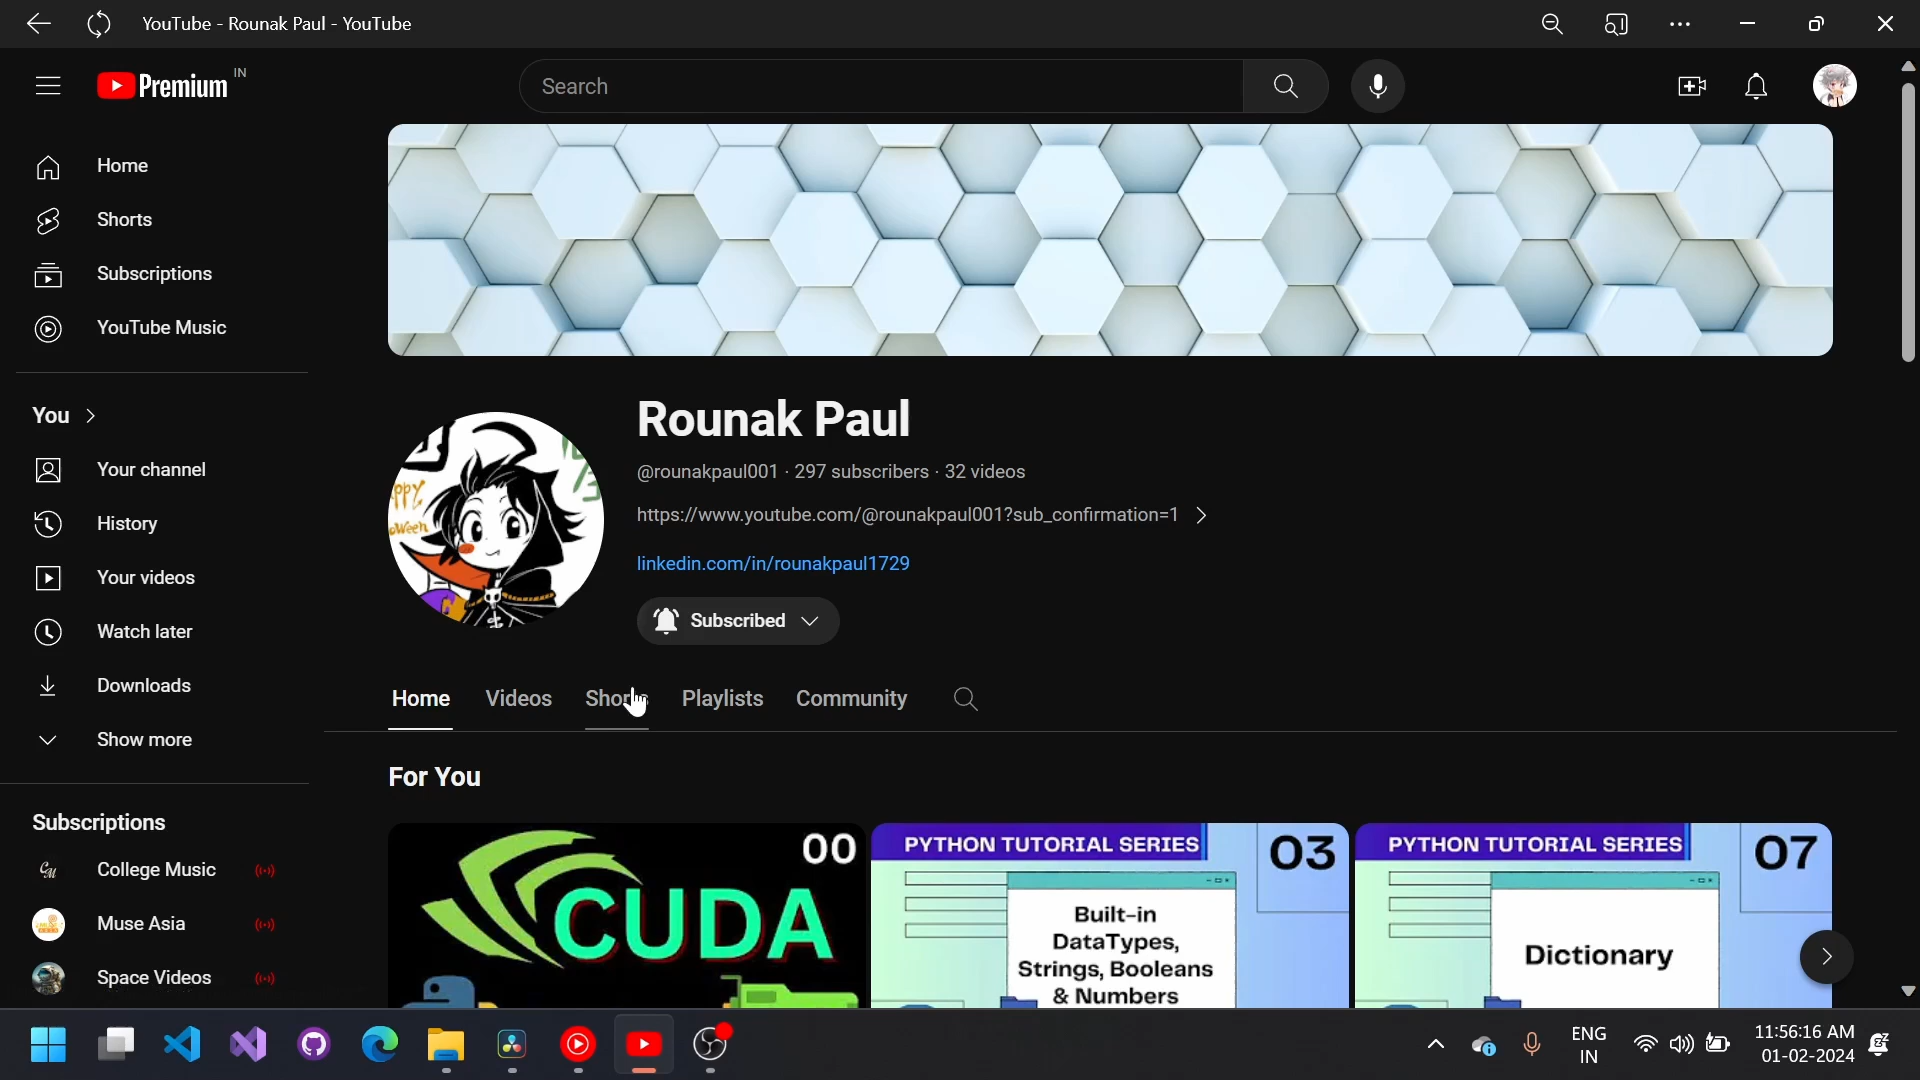 YouTube - Rounak Paul - YouTube
Premium IN
Search
Home
Shorts
Subscriptions
YouTube Music
You
Your channel
History
Your videos
Watch later
Downloads
Show more
Subscriptions
College Music
Muse Asia
Space Videos
Rounak Paul
@rounakpaul001 · 297 subscribers · 32 videos
https://www.youtube.com/@rounakpaul001?sub_confirmation=1
linkedin.com/in/rounakpaul1729
Subscribed
Home Videos Shorts Playlists Community
For You
00
CUDA
PYTHON TUTORIAL SERIES
03
Built-in
DataTypes,
Strings, Booleans
& Numbers
PYTHON TUTORIAL SERIES
07
Dictionary
ENG
IN
11:56:16 AM
01-02-2024